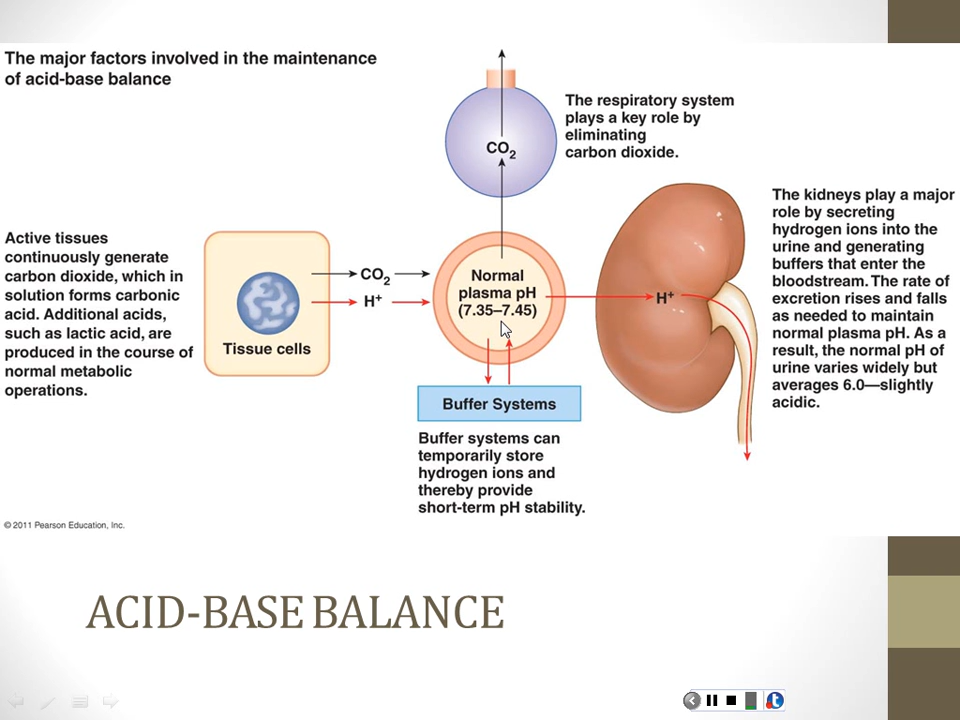 The major factors involved in the maintenance
of acid-base balance
CO2
The respiratory system
plays a key role by
eliminating
carbon dioxide.
Active tissues
continuously generate
carbon dioxide, which in
solution forms carbonic
acid. Additional acids,
such as lactic acid, are
produced in the course of
normal metabolic
operations.
Tissue cells
CO2
H+
Normal
plasma pH
(7.35–7.45)
Buffer Systems
Buffer systems can
temporarily store
hydrogen ions and
thereby provide
short-term pH stability.
H+
The kidneys play a major
role by secreting
hydrogen ions into the
urine and generating
buffers that enter the
bloodstream. The rate of
excretion rises and falls
as needed to maintain
normal plasma pH. As a
result, the normal pH of
urine varies widely but
averages 6.0—slightly
acidic.
© 2011 Pearson Education, Inc.
ACID-BASE BALANCE
t